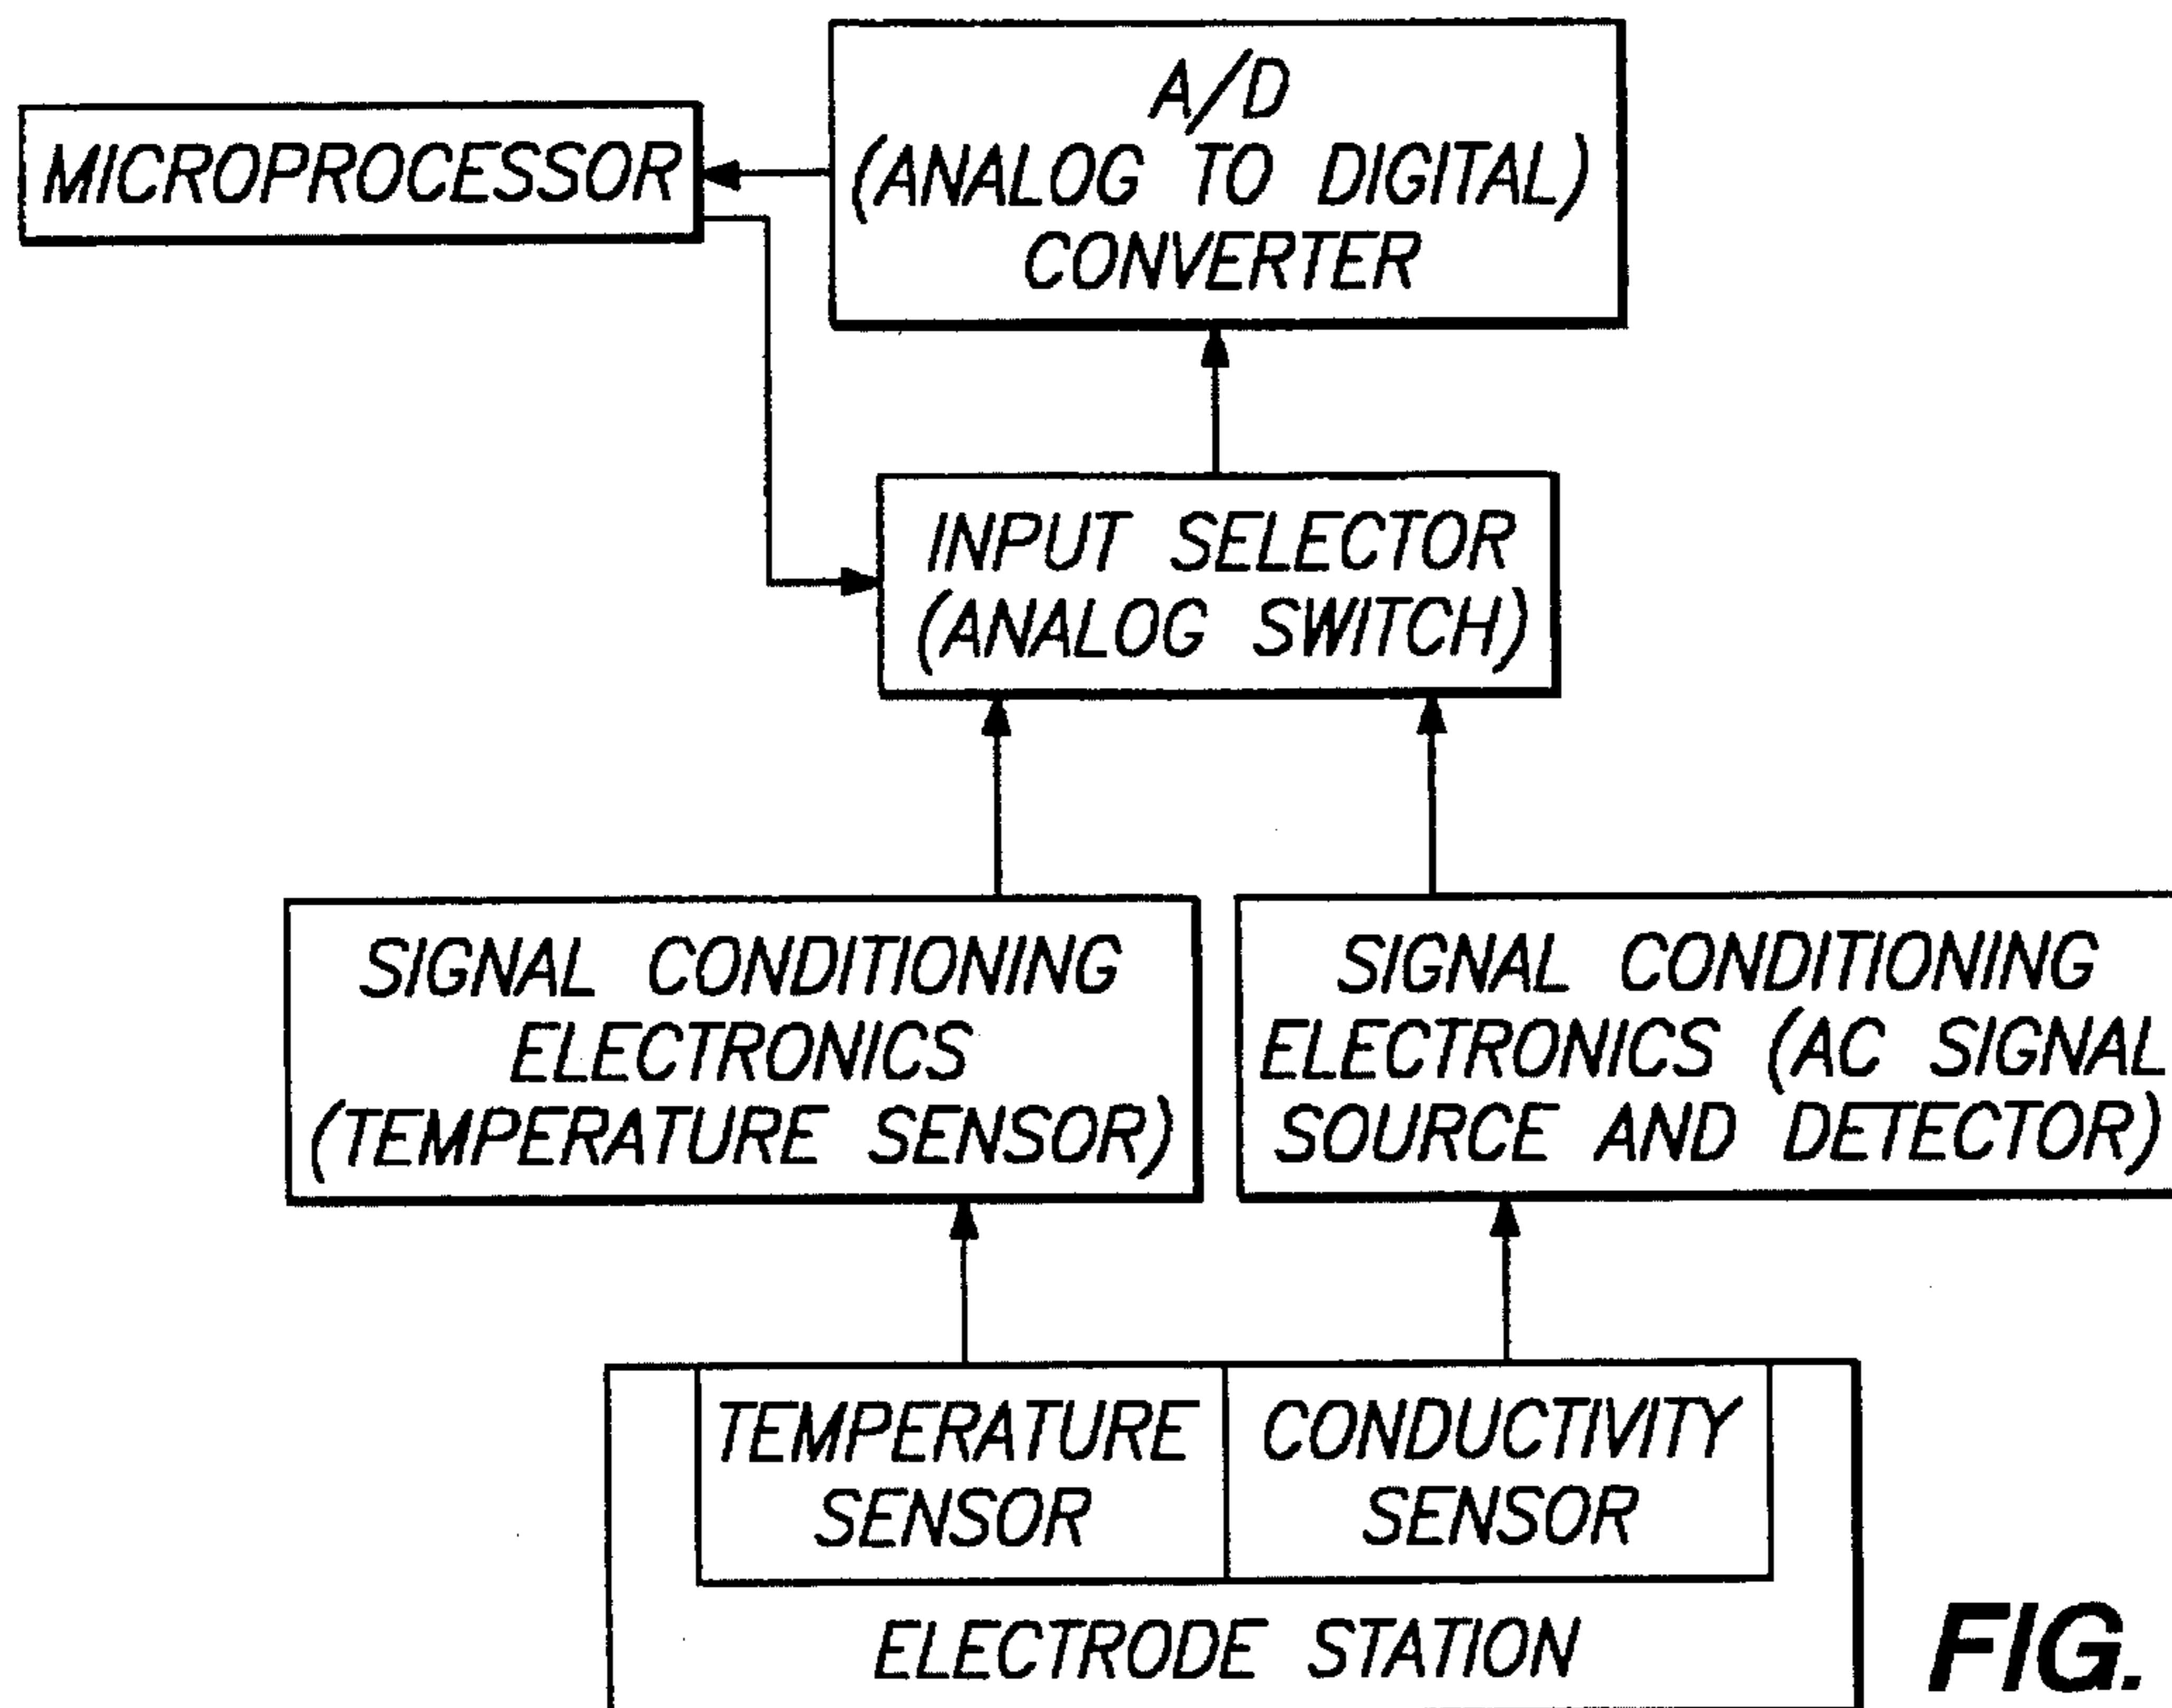 A/D
(ANALOG TO DIGITAL)
CONVERTER
MICROPROCESSOR
INPUT SELECTOR
(ANALOG SWITCH)
SIGNAL CONDITIONING
ELECTRONICS
(TEMPERATURE SENSOR)
SIGNAL CONDITIONING
ELECTRONICS (AC SIGNAL
SOURCE AND DETECTOR)
TEMPERATURE
SENSOR
CONDUCTIVITY
SENSOR
ELECTRODE STATION
FIG.